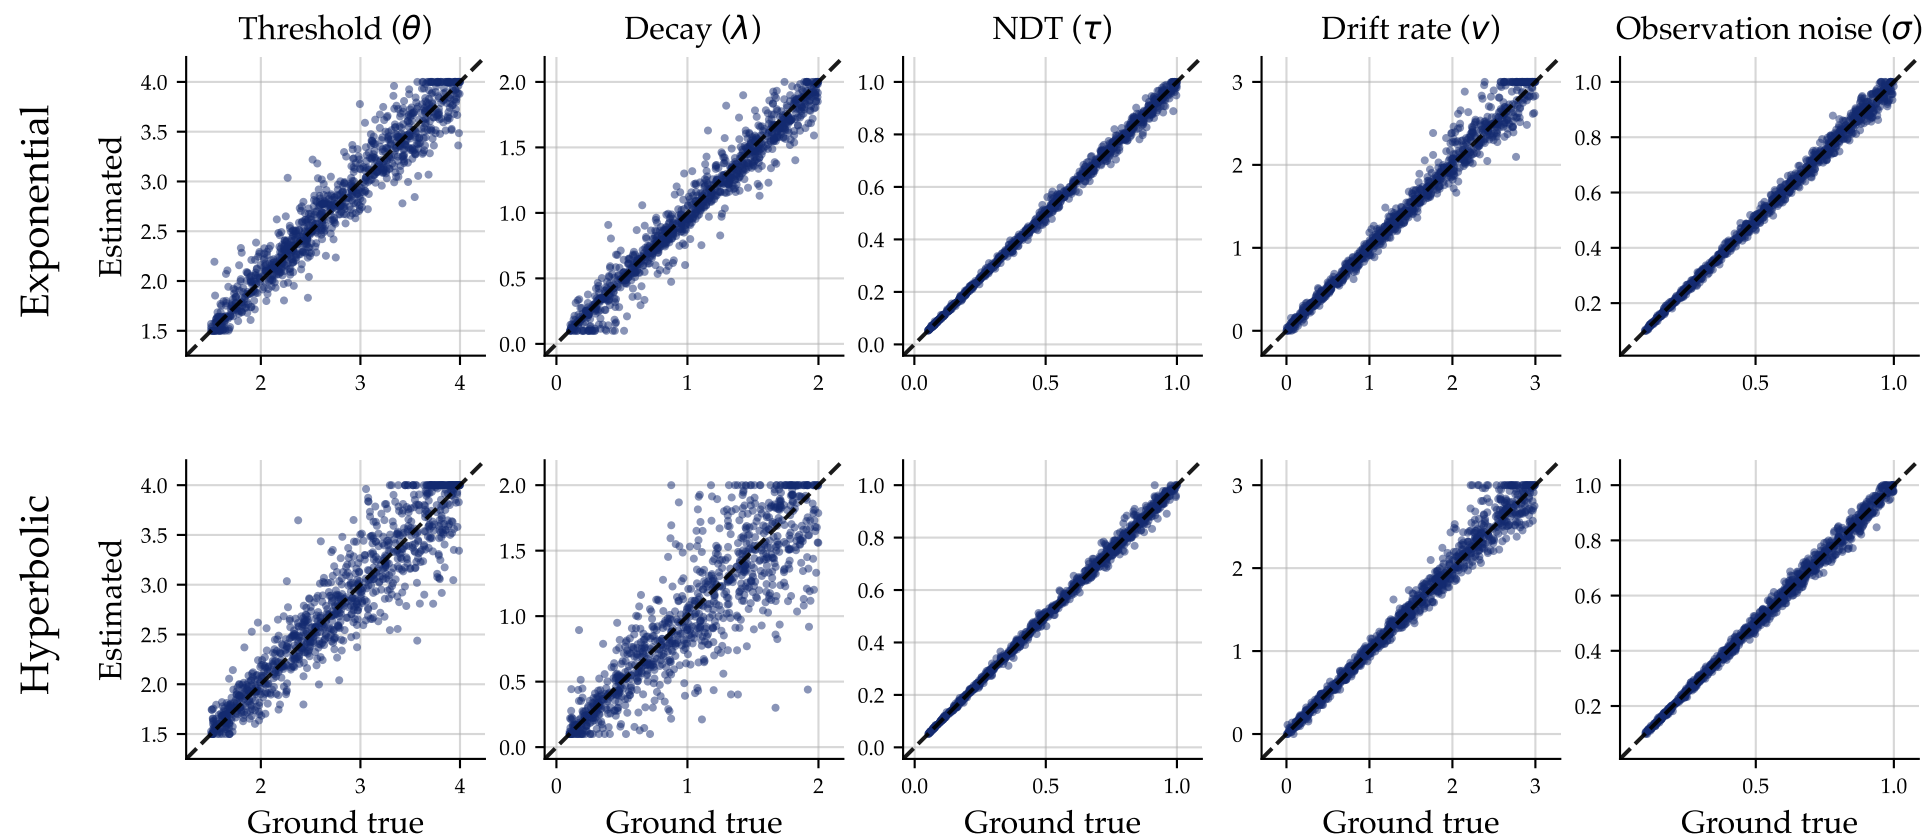 Threshold (θ) Decay (λ) NDT (τ) Drift rate (v) Observation noise (σ)
Exponential
Estimated
4.0 3.5 3.0 2.5 2.0 1.5
2 3 4
2.0 1.5 1.0 0.5 0.0
0 1 2
1.0 0.8 0.6 0.4 0.2 0.0
0.0 0.5 1.0
3 2 1 0
0 1 2 3
1.0 0.8 0.6 0.4 0.2
0.5 1.0
Hyperbolic
Estimated
4.0 3.5 3.0 2.5 2.0 1.5
2 3 4
Ground true
2.0 1.5 1.0 0.5 0.0
0 1 2
Ground true
1.0 0.8 0.6 0.4 0.2 0.0
0.0 0.5 1.0
Ground true
3 2 1 0
0 1 2 3
Ground true
1.0 0.8 0.6 0.4 0.2
0.5 1.0
Ground true